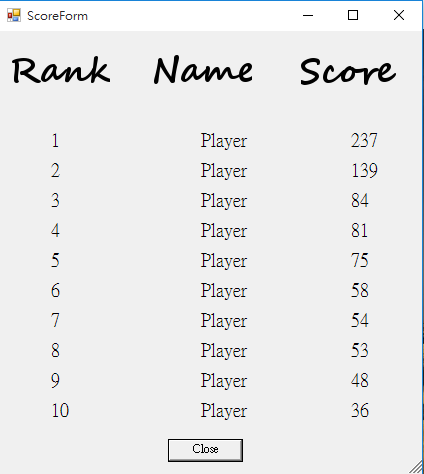 ScoreForm
Rank Name Score
1 Player 237
2 Player 139
3 Player 84
4 Player 81
5 Player 75
6 Player 58
7 Player 54
8 Player 53
9 Player 48
10 Player 36
Close